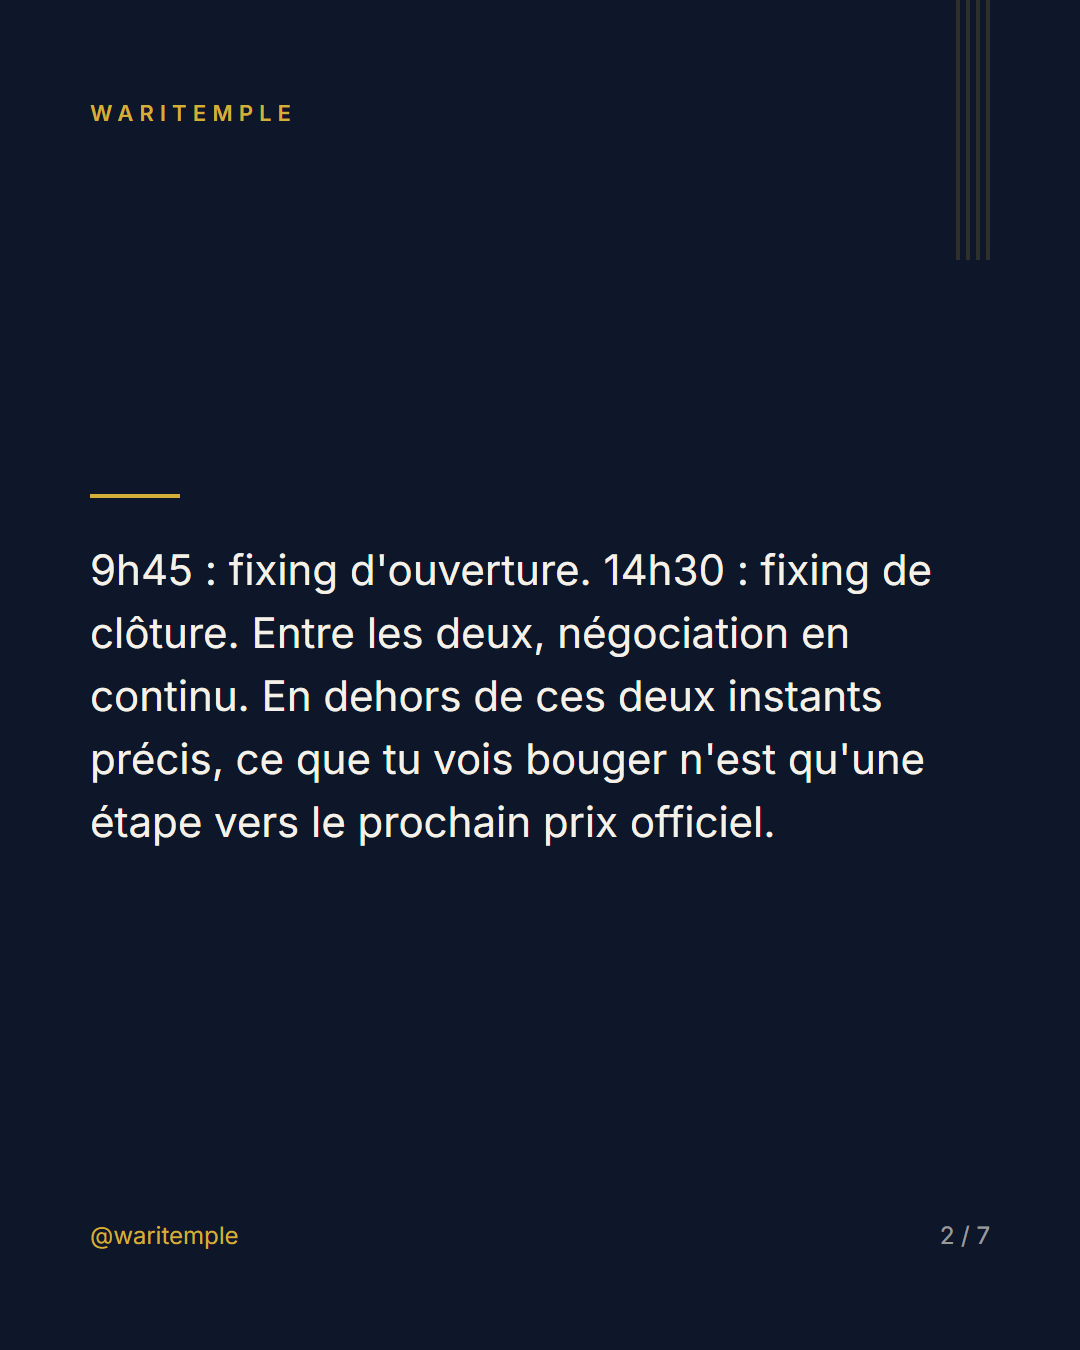 WARITEMPLE
9h45 : fixing d'ouverture. 14h30 : fixing de
clôture. Entre les deux, négociation en
continu. En dehors de ces deux instants
précis, ce que tu vois bouger n'est qu'une
étape vers le prochain prix officiel.
@waritemple
2 / 7